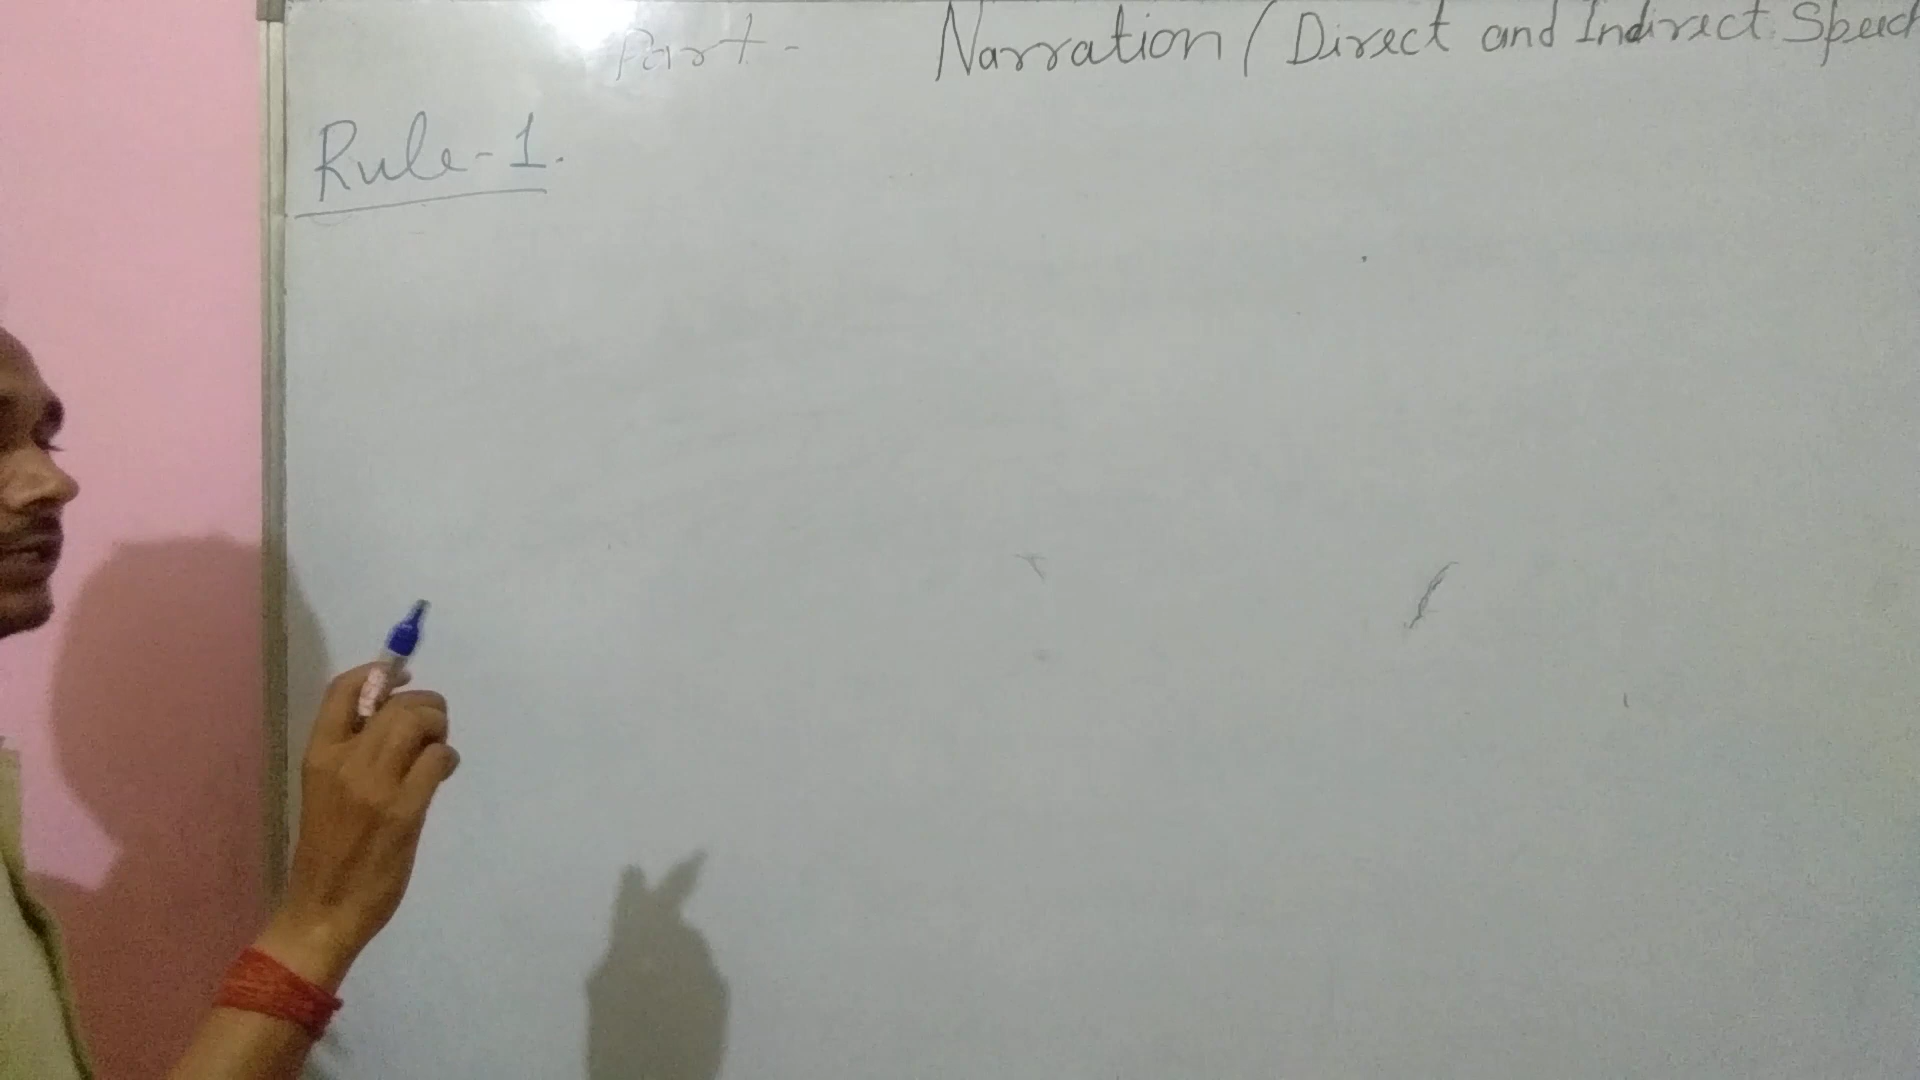 Part - Narration / Direct and Indirect Speech
Rule - 1.